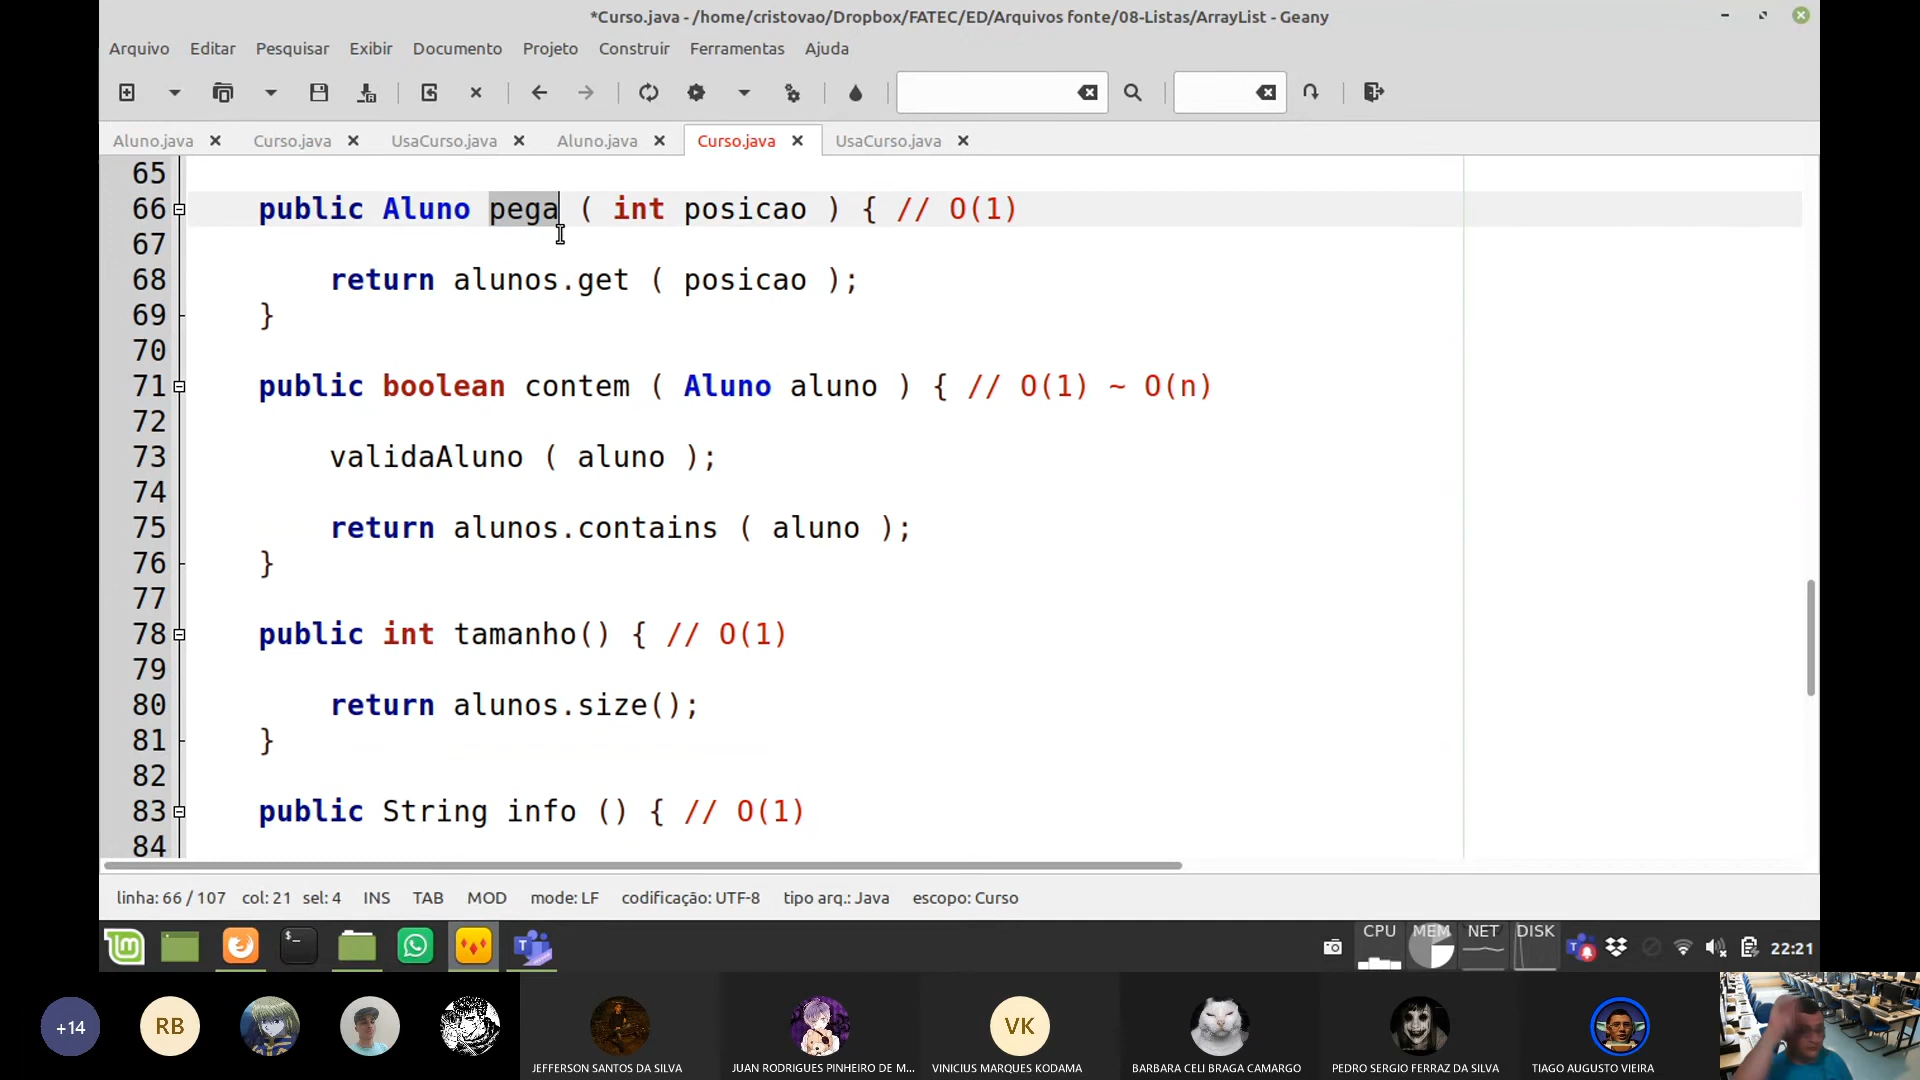 *Curso.java - /home/cristovao/Dropbox/FATEC/ED/Arquivos fonte/08-Listas/ArrayList - Geany
Arquivo Editar Pesquisar Exibir Documento Projeto Construir Ferramentas Ajuda
Aluno.java Curso.java UsaCurso.java Aluno.java Curso.java UsaCurso.java
65
66 public Aluno pega ( int posicao ) { // O(1)
67
68 return alunos.get ( posicao );
69 }
70
71 public boolean contem ( Aluno aluno ) { // O(1) ~ O(n)
72
73 validaAluno ( aluno );
74
75 return alunos.contains ( aluno );
76 }
77
78 public int tamanho() { // O(1)
79
80 return alunos.size();
81 }
82
83 public String info () { // O(1)
84
linha: 66 / 107 col: 21 sel: 4 INS TAB MOD mode: LF codificação: UTF-8 tipo arq.: Java escopo: Curso
CPU MEM NET DISK 22:21
+14 RB VK
JEFFERSON SANTOS DA SILVA JUAN RODRIGUES PINHEIRO DE M... VINICIUS MARQUES KODAMA BARBARA CELI BRAGA CAMARGO PEDRO SERGIO FERRAZ DA SILVA TIAGO AUGUSTO VIEIRA